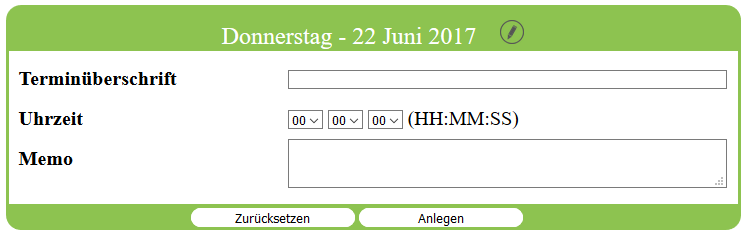 Donnerstag - 22 Juni 2017
Terminüberschrift
Uhrzeit 00 00 00 (HH:MM:SS)
Memo
Zurücksetzen Anlegen